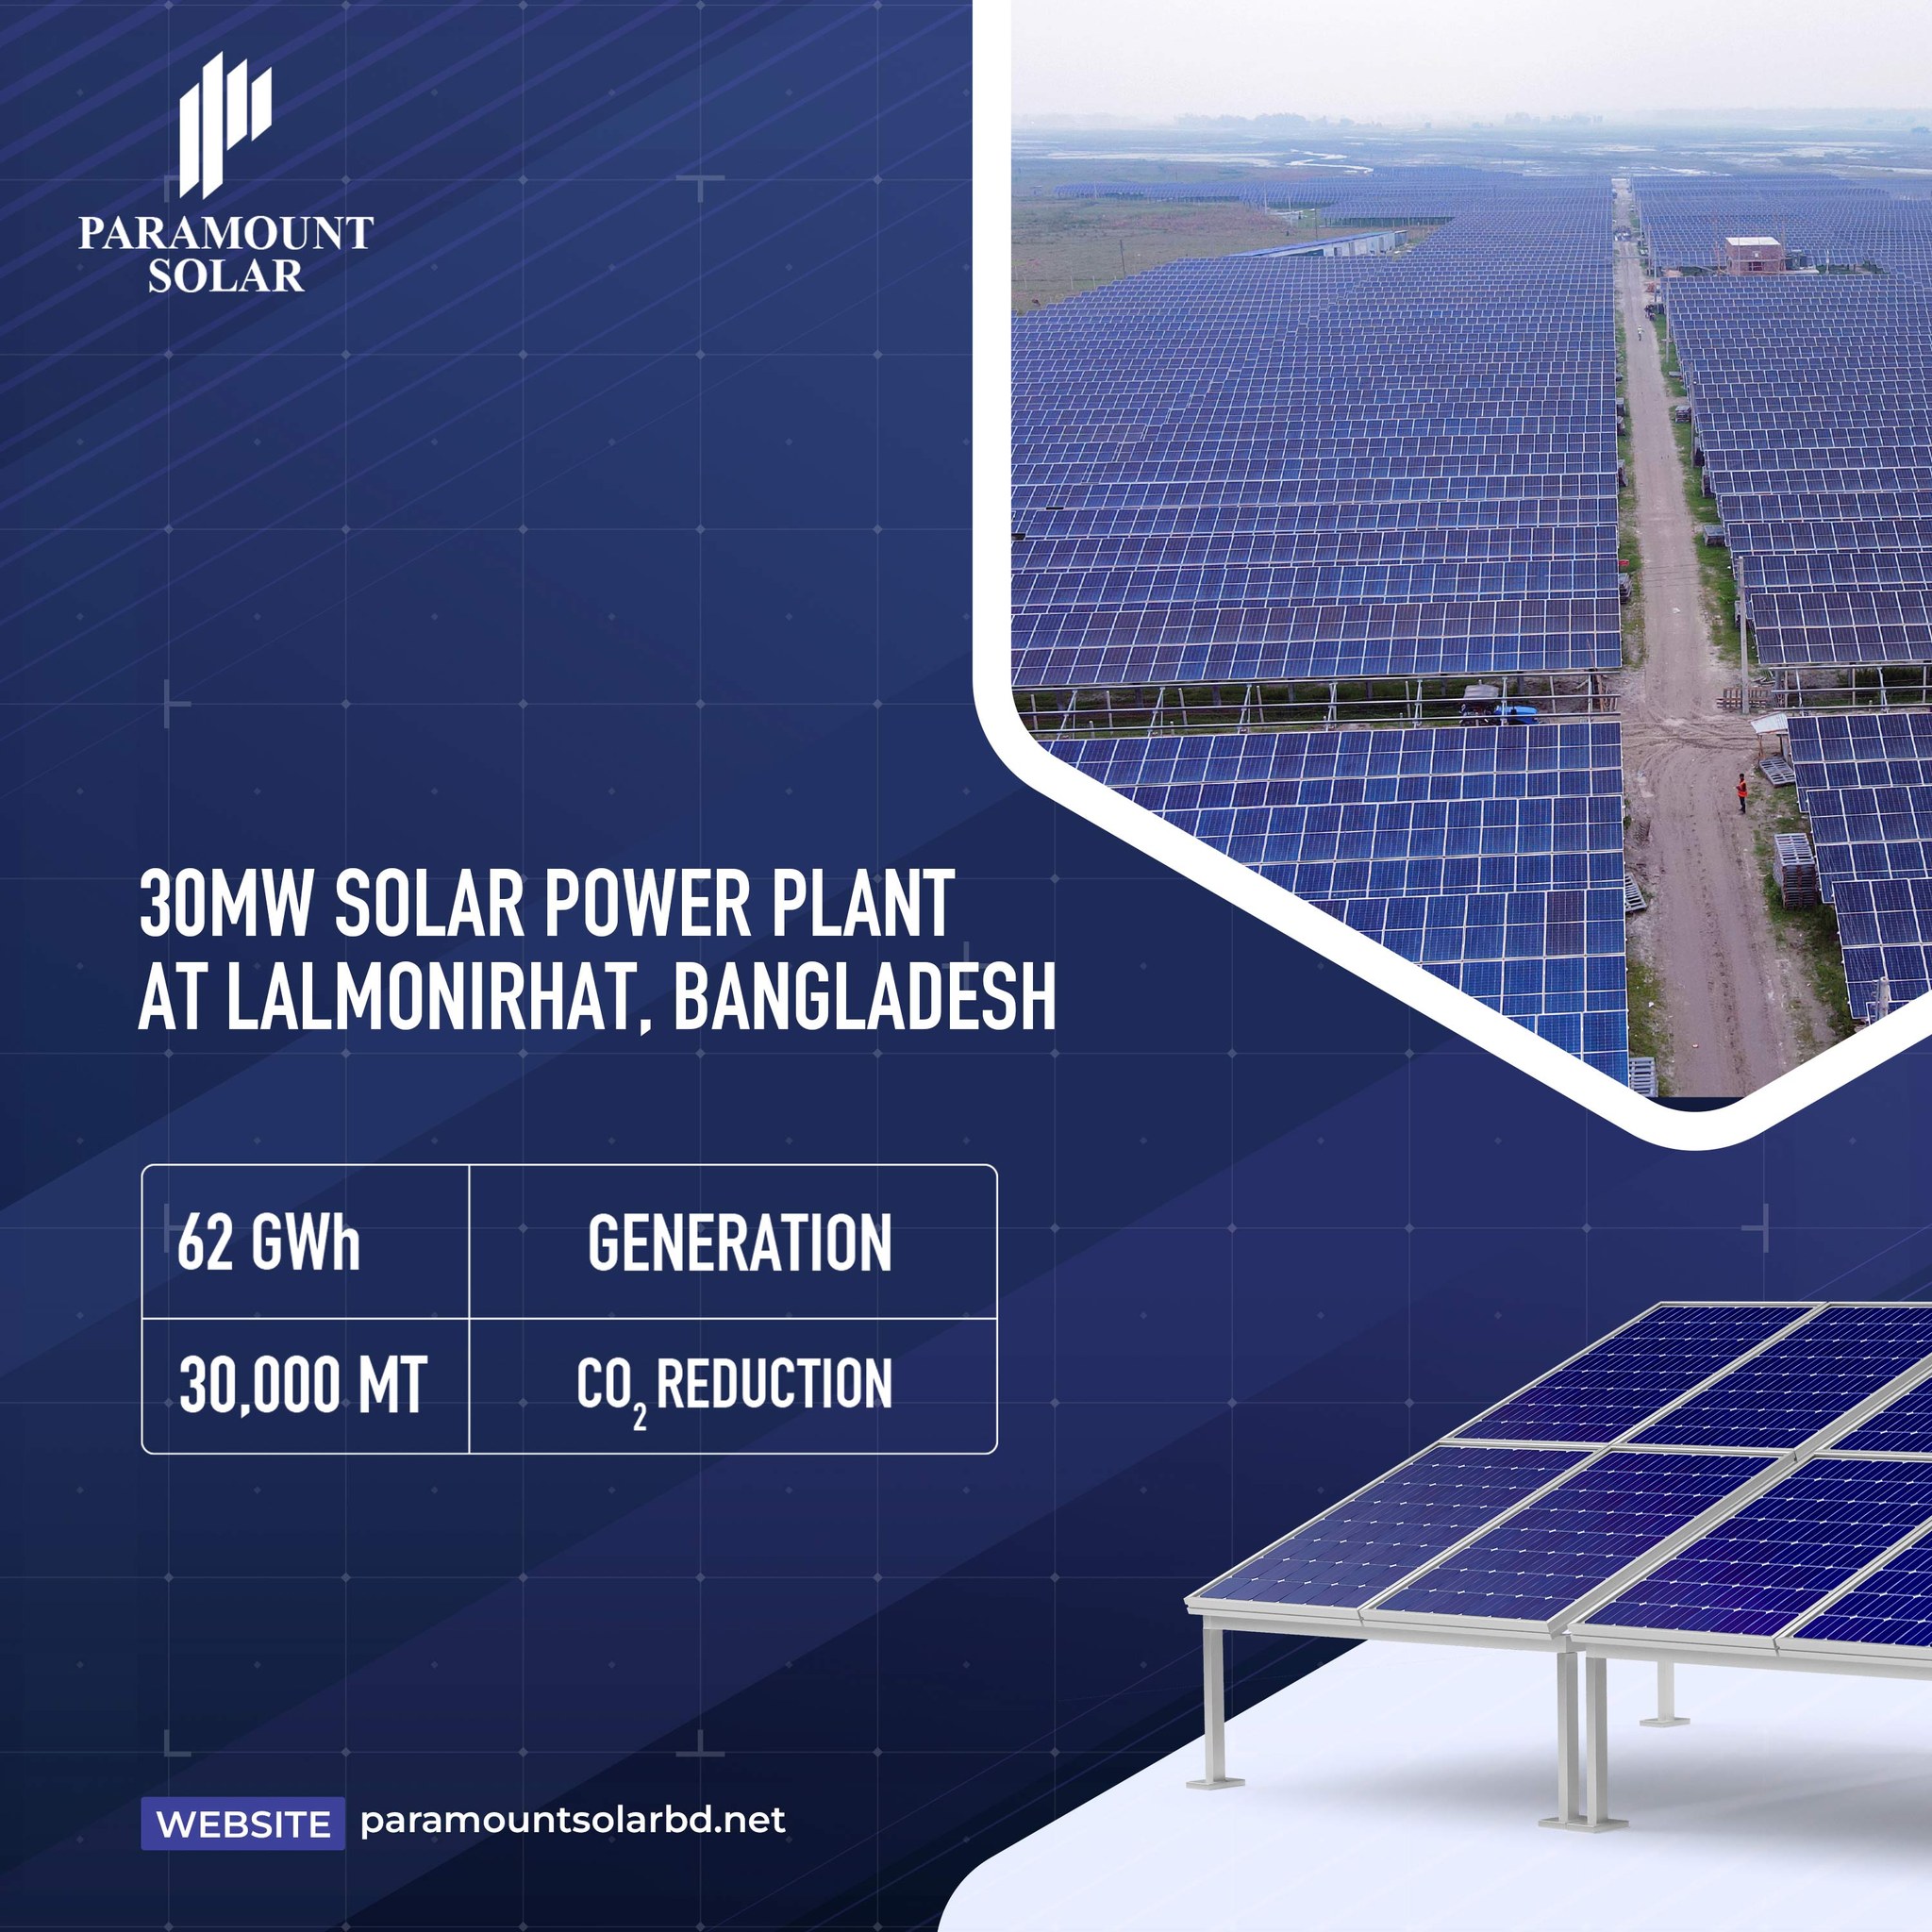 PARAMOUNT
SOLAR
30MW SOLAR POWER PLANT
AT LALMONIRHAT, BANGLADESH
62 GWh GENERATION
30,000 MT CO₂ REDUCTION
WEBSITE paramountsolarbd.net